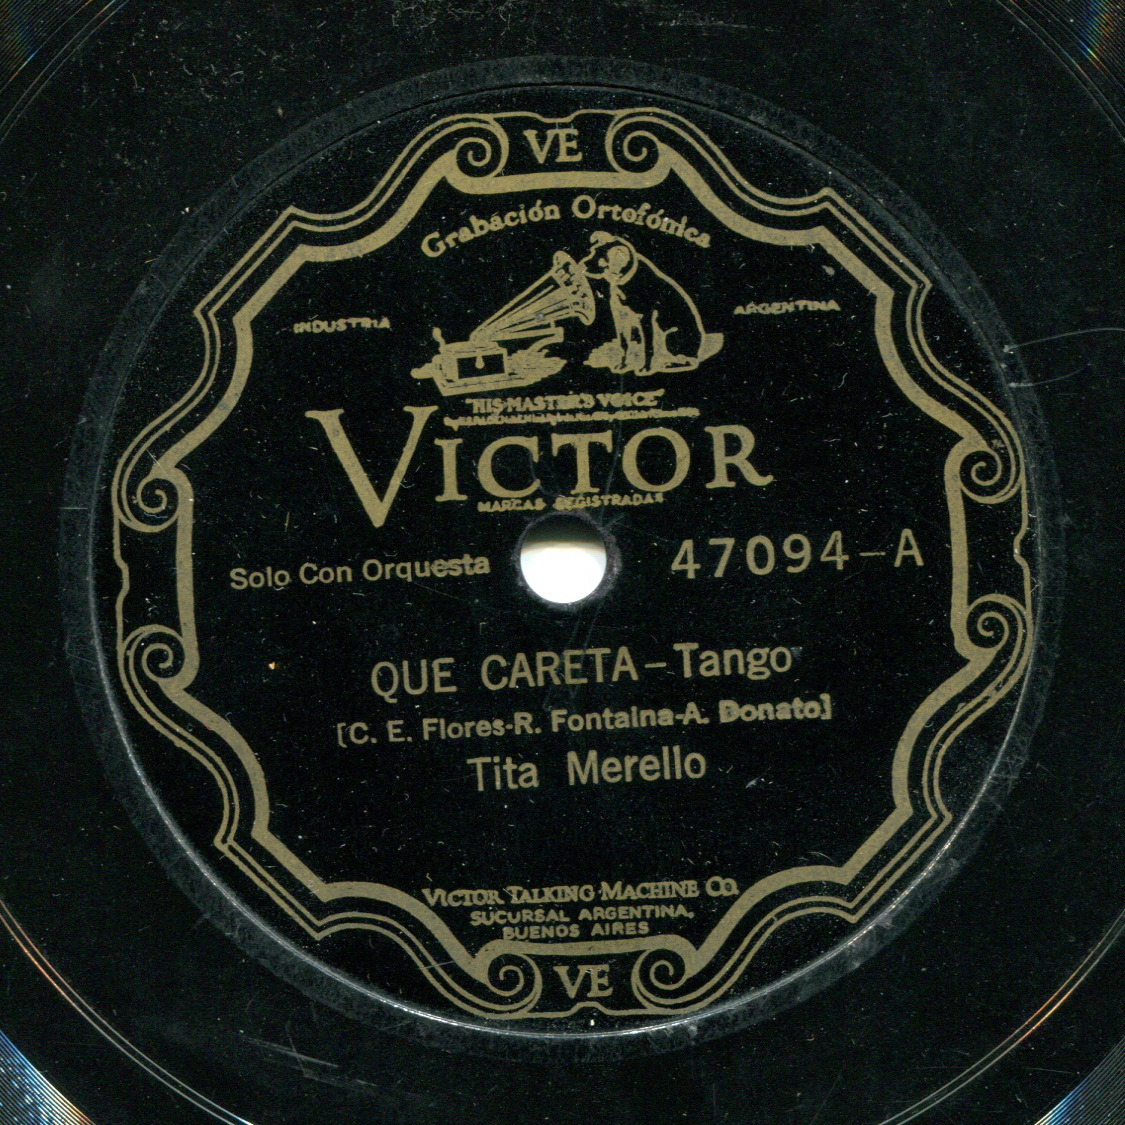 VE
Grabación Ortofónica
INDUSTRIA ARGENTINA
"HIS MASTER'S VOICE"
VICTOR
MARCAS REGISTRADAS
Solo Con Orquesta 47094-A
QUE CARETA-Tango
[C. E. Flores-R. Fontaina-A. Donato]
Tita Merello
VICTOR TALKING MACHINE CO.
SUCURSAL ARGENTINA,
BUENOS AIRES
VE